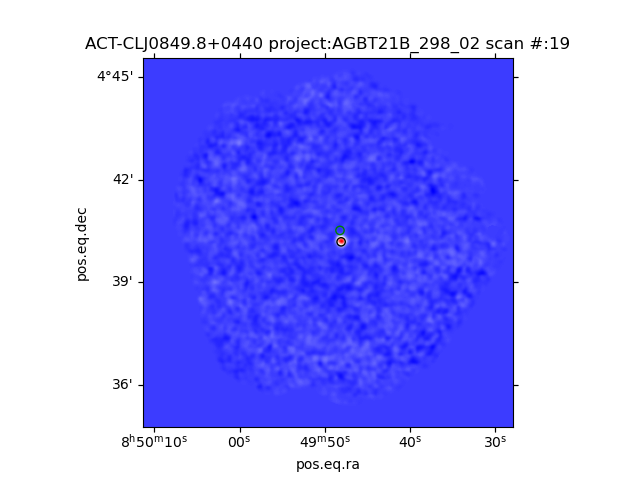 ACT-CLJ0849.8+0440 project:AGBT21B_298_02 scan #:19
4°45'
42'
39'
36'
pos.eq.dec
8ʰ50ᵐ10ˢ 00ˢ 49ᵐ50ˢ 40ˢ 30ˢ
pos.eq.ra